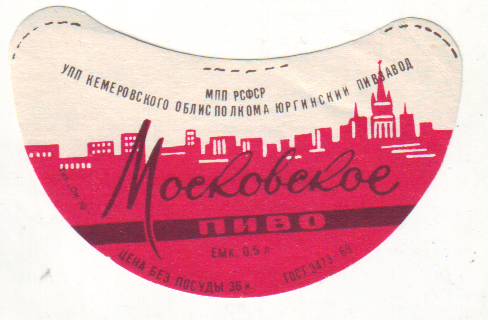 МПП РСФСР
УПП КЕМЕРОВСКОГО ОБЛИСПОЛКОМА ЮРГИНСКИЙ ПИВЗАВОД
Московское
ПИВО
ЕМК. 0,5 л
ЦЕНА БЕЗ ПОСУДЫ 36 к. ГОСТ 3473-69